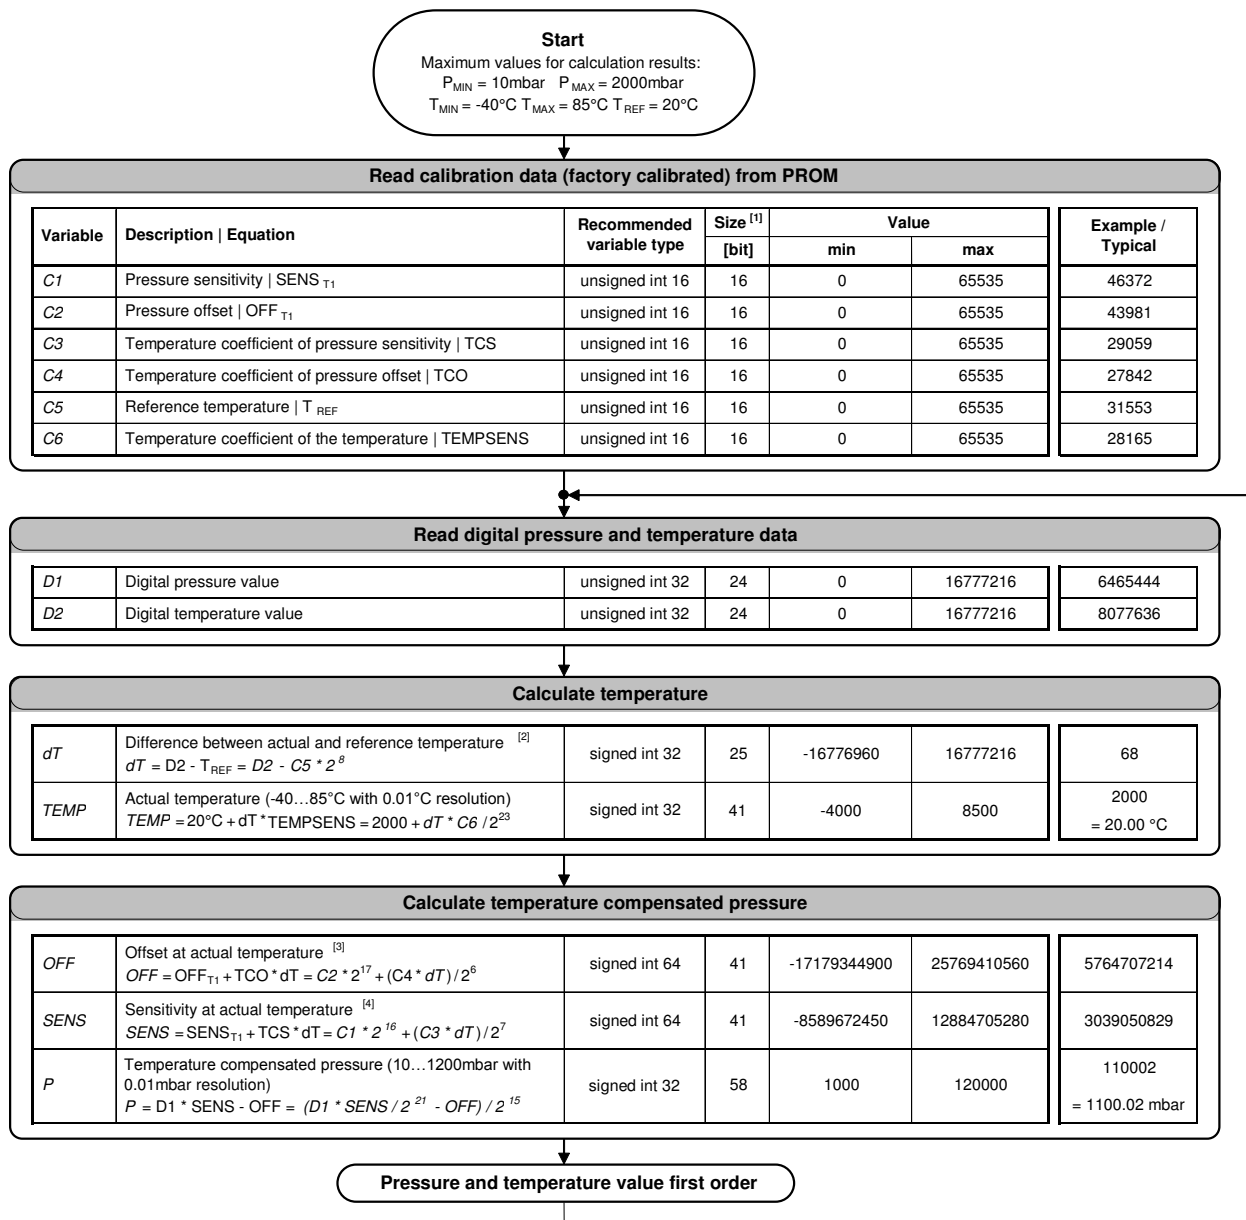 Start
Maximum values for calculation results:
PMIN = 10mbar PMAX = 2000mbar
TMIN = -40°C TMAX = 85°C TREF = 20°C
Read calibration data (factory calibrated) from PROM
Variable Description | Equation Recommended variable type Size [1] [bit] Value min max Example / Typical
C1 Pressure sensitivity | SENS T1 unsigned int 16 16 0 65535 46372
C2 Pressure offset | OFF T1 unsigned int 16 16 0 65535 43981
C3 Temperature coefficient of pressure sensitivity | TCS unsigned int 16 16 0 65535 29059
C4 Temperature coefficient of pressure offset | TCO unsigned int 16 16 0 65535 27842
C5 Reference temperature | T REF unsigned int 16 16 0 65535 31553
C6 Temperature coefficient of the temperature | TEMPSENS unsigned int 16 16 0 65535 28165
Read digital pressure and temperature data
D1 Digital pressure value unsigned int 32 24 0 16777216 6465444
D2 Digital temperature value unsigned int 32 24 0 16777216 8077636
Calculate temperature
Difference between actual and reference temperature [2]
dT signed int 32 25 -16776960 16777216 68
dT = D2 - TREF = D2 - C5 * 2^8
Actual temperature (-40…85°C with 0.01°C resolution) 2000
TEMP signed int 32 41 -4000 8500
TEMP = 20°C + dT * TEMPSENS = 2000 + dT * C6 / 2^23 = 20.00 °C
Calculate temperature compensated pressure
Offset at actual temperature [3]
OFF signed int 64 41 -17179344900 25769410560 5764707214
OFF = OFFT1 + TCO * dT = C2 * 2^17 + (C4 * dT) / 2^6
Sensitivity at actual temperature [4]
SENS signed int 64 41 -8589672450 12884705280 3039050829
SENS = SENST1 + TCS * dT = C1 * 2^16 + (C3 * dT) / 2^7
Temperature compensated pressure (10…1200mbar with 110002
P 0.01mbar resolution) signed int 32 58 1000 120000
P = D1 * SENS - OFF = (D1 * SENS / 2^21 - OFF) / 2^15 = 1100.02 mbar
Pressure and temperature value first order